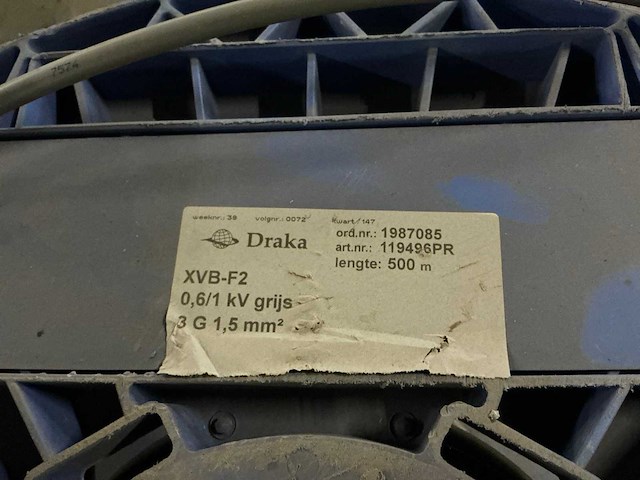 7574
weeknr.: 38 volgnr.: 0072 Kwart/147
Draka
ord.nr.: 1987085
art.nr.: 119496PR
lengte: 500 m
XVB-F2
0,6/1 kV grijs
3 G 1,5 mm²